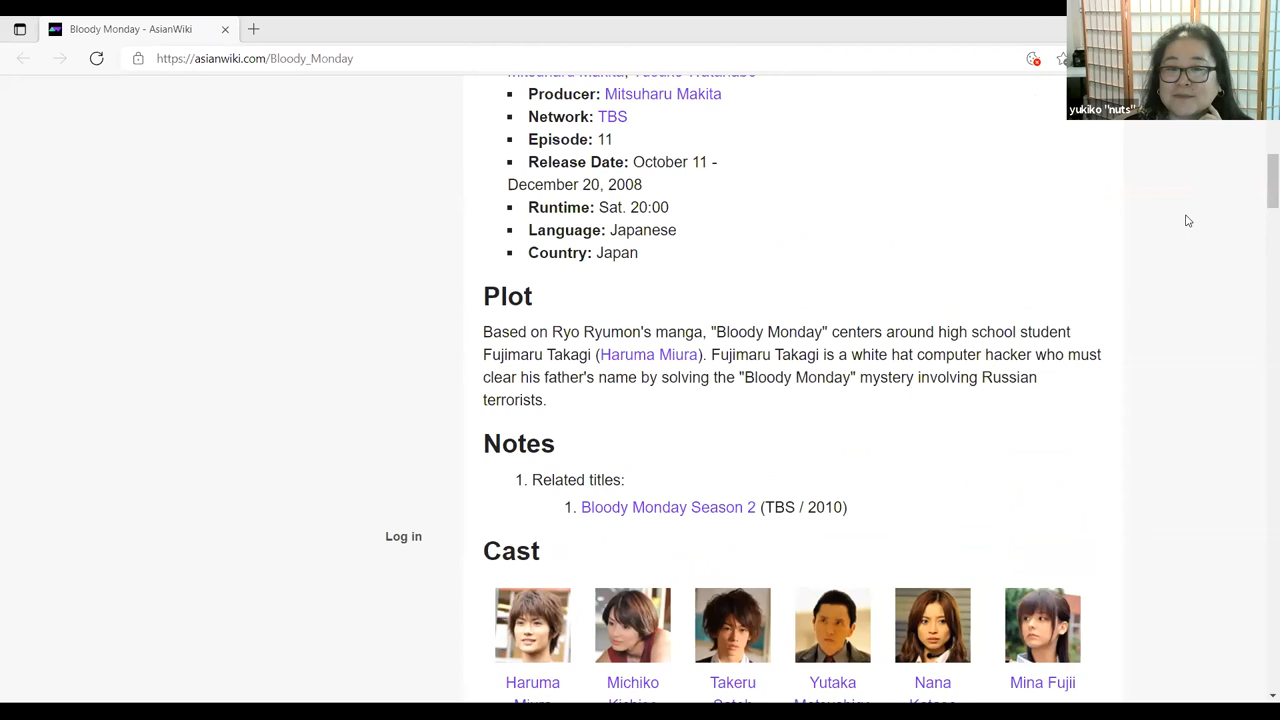 Bloody Monday - AsianWiki
https://asianwiki.com/Bloody_Monday
yukiko "nuts"
Mitsuharu Makita, Yusuke Watanabe
Producer: Mitsuharu Makita
Network: TBS
Episode: 11
Release Date: October 11 -
December 20, 2008
Runtime: Sat. 20:00
Language: Japanese
Country: Japan
Plot
Based on Ryo Ryumon's manga, "Bloody Monday" centers around high school student
Fujimaru Takagi (Haruma Miura). Fujimaru Takagi is a white hat computer hacker who must
clear his father's name by solving the "Bloody Monday" mystery involving Russian
terrorists.
Notes
1. Related titles:
1. Bloody Monday Season 2 (TBS / 2010)
Log in
Cast
Haruma Michiko Takeru Yutaka Nana Mina Fujii